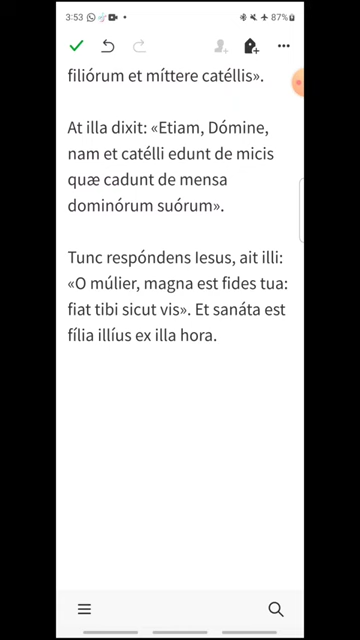 3:53
87%
filiórum et míttere catéllis».
At illa dixit: «Etiam, Dómine,
nam et catélli edunt de micis
quæ cadunt de mensa
dominórum suórum».
Tunc respóndens Iesus, ait illi:
«O múlier, magna est fides tua:
fiat tibi sicut vis». Et sanáta est
fília illíus ex illa hora.